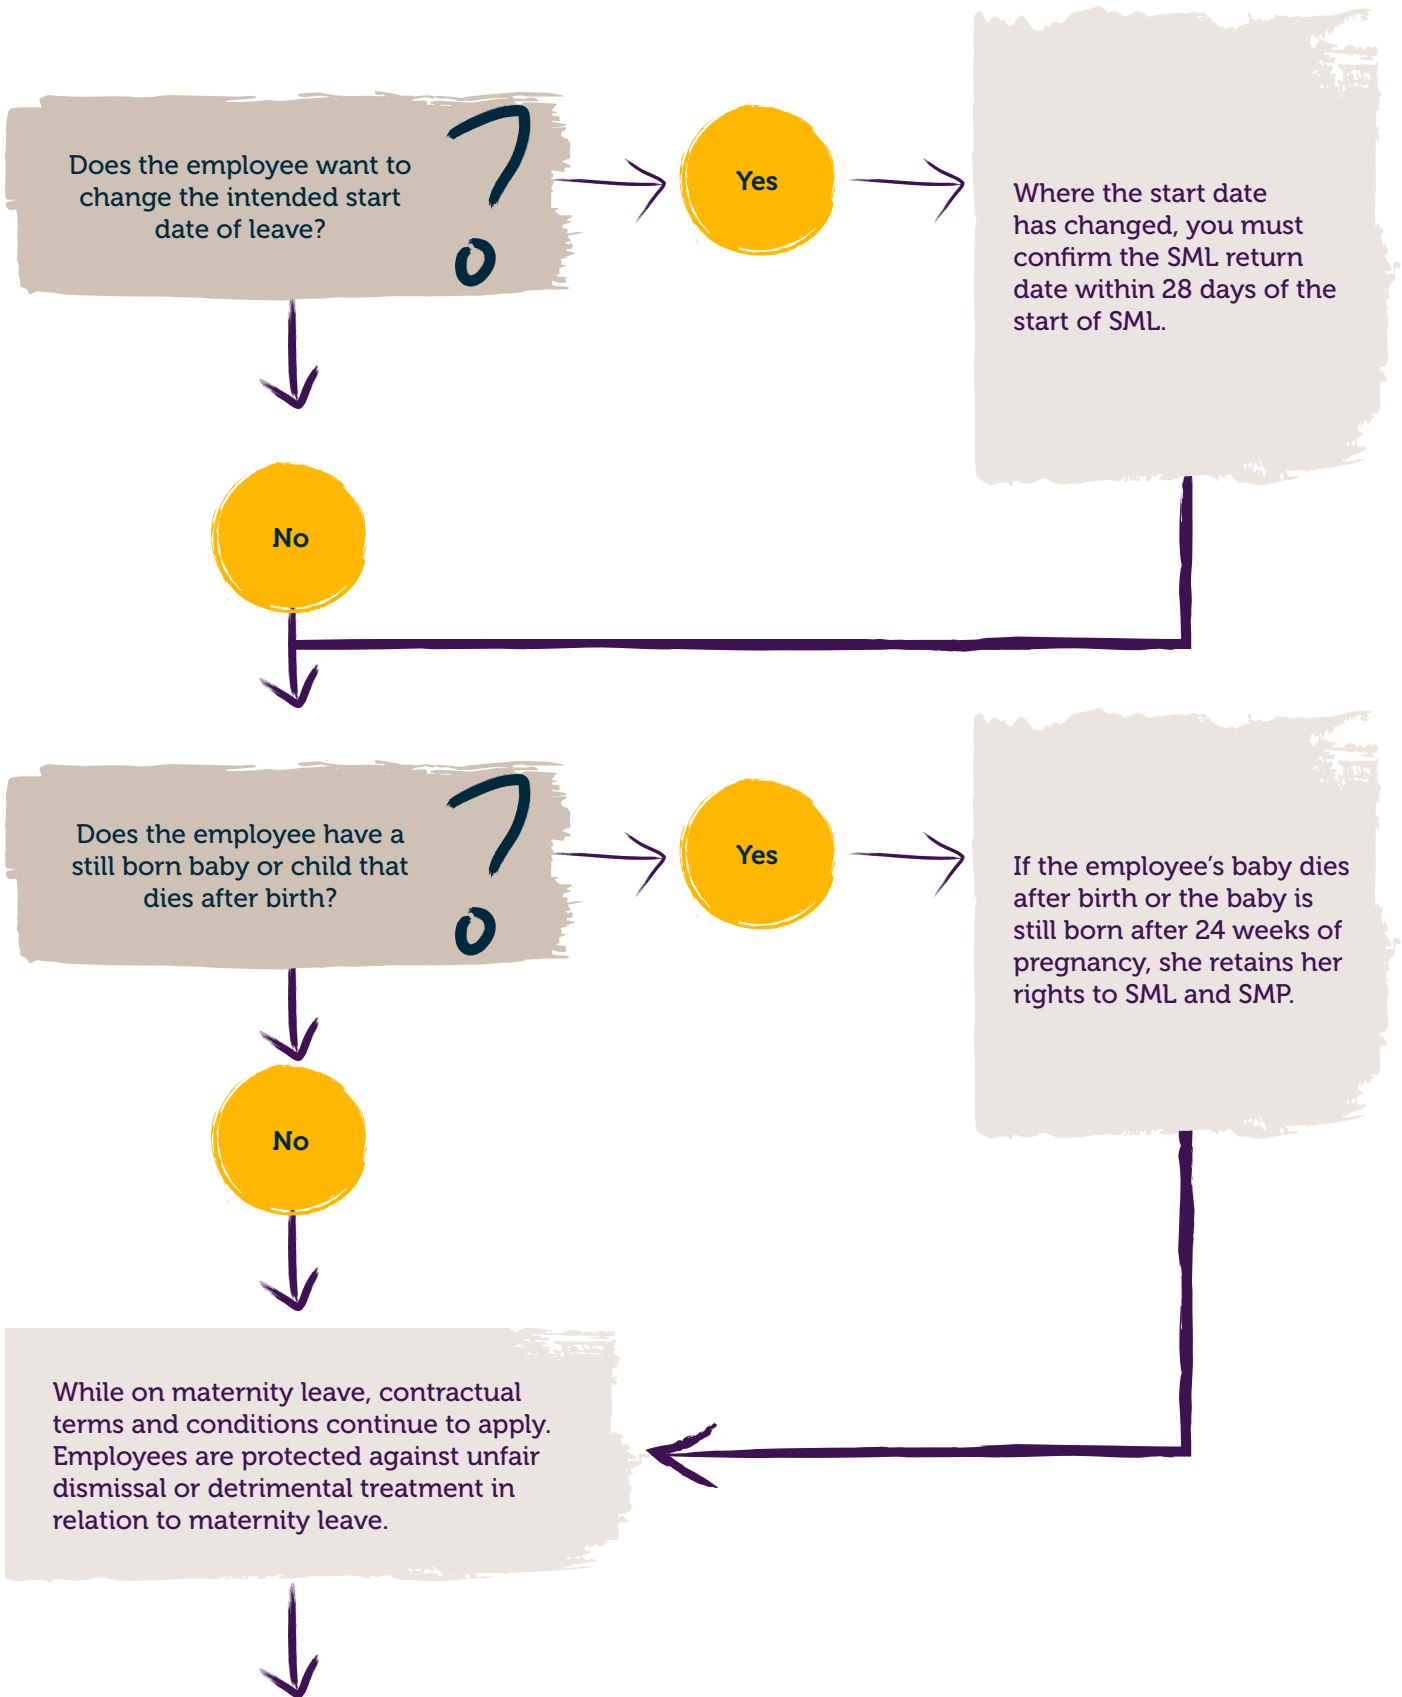 Does the employee want to
change the intended start
date of leave?
?
Yes
Where the start date
has changed, you must
confirm the SML return
date within 28 days of the
start of SML.
No
Does the employee have a
still born baby or child that
dies after birth?
?
Yes
If the employee’s baby dies
after birth or the baby is
still born after 24 weeks of
pregnancy, she retains her
rights to SML and SMP.
No
While on maternity leave, contractual
terms and conditions continue to apply.
Employees are protected against unfair
dismissal or detrimental treatment in
relation to maternity leave.